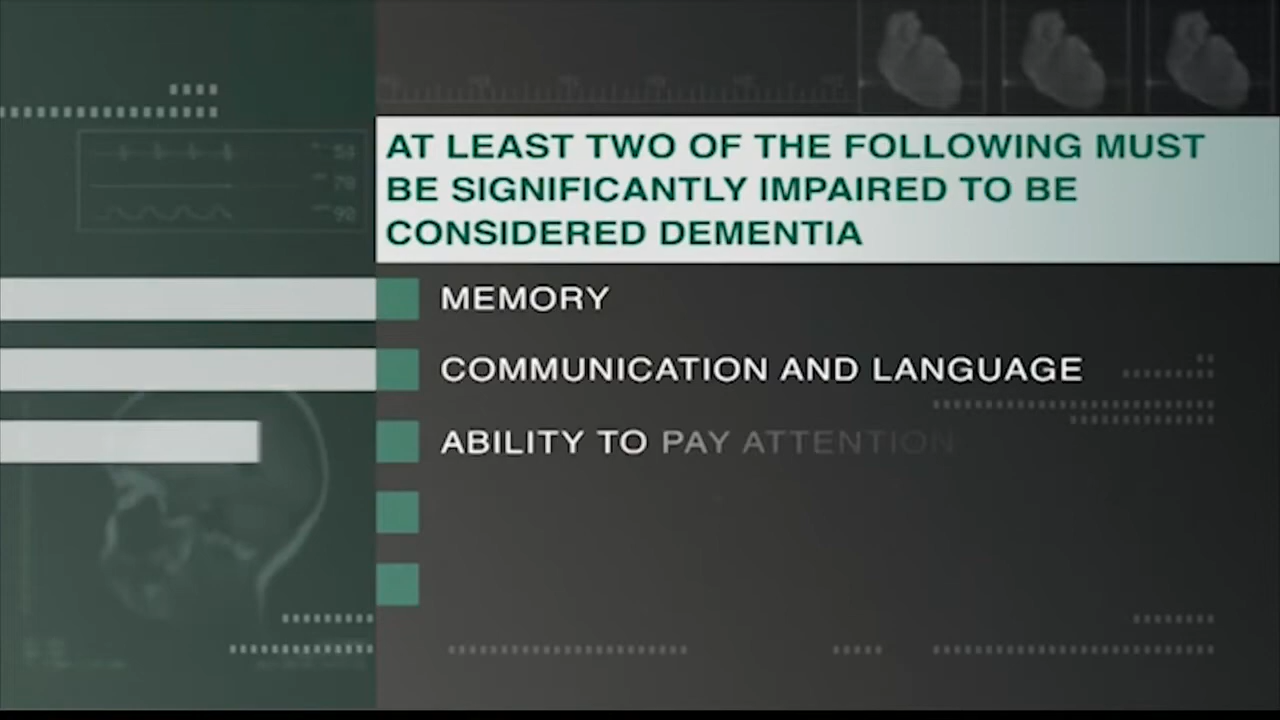 AT LEAST TWO OF THE FOLLOWING MUST
BE SIGNIFICANTLY IMPAIRED TO BE
CONSIDERED DEMENTIA
MEMORY
COMMUNICATION AND LANGUAGE
ABILITY TO PAY ATTENTION